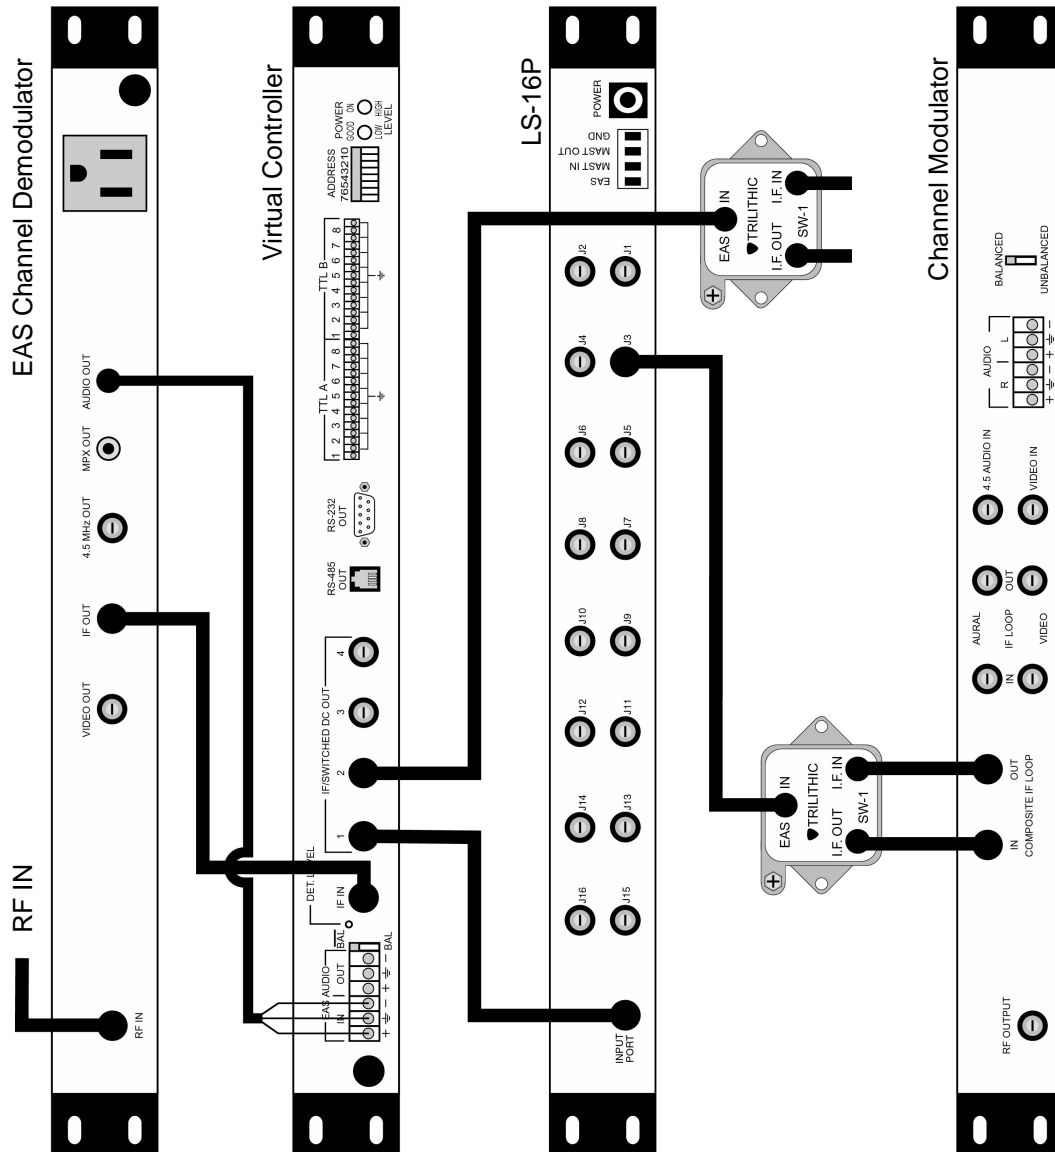 EAS Channel Demodulator
RF IN
RF IN
VIDEO OUT
IF OUT
4.5 MHz OUT
MPX OUT
AUDIO OUT
Virtual Controller
EAS AUDIO
IN
OUT
+ ⏚ - + ⏚ -
BAL
BAL
DET. LEVEL
IF IN
IF/SWITCHED DC OUT
1 2 3 4
RS-485
OUT
RS-232
OUT
TTL A
1 2 3 4 5 6 7 8
TTL B
1 2 3 4 5 6 7 8
ADDRESS
76543210
POWER
GOOD ON
LOW HIGH
LEVEL
LS-16P
INPUT
PORT
J16 J14 J12 J10 J8 J6 J4 J2
J15 J13 J11 J9 J7 J5 J3 J1
EAS
MAST IN
MAST OUT
GND
POWER
EAS IN
TRILITHIC
I.F. OUT I.F. IN
SW-1
EAS IN
TRILITHIC
I.F. OUT I.F. IN
SW-1
Channel Modulator
RF OUTPUT
IN OUT
COMPOSITE IF LOOP
AURAL
IN OUT
IF LOOP
VIDEO
4.5 AUDIO IN
VIDEO IN
AUDIO
R L
+ ⏚ - + ⏚ -
BALANCED
UNBALANCED